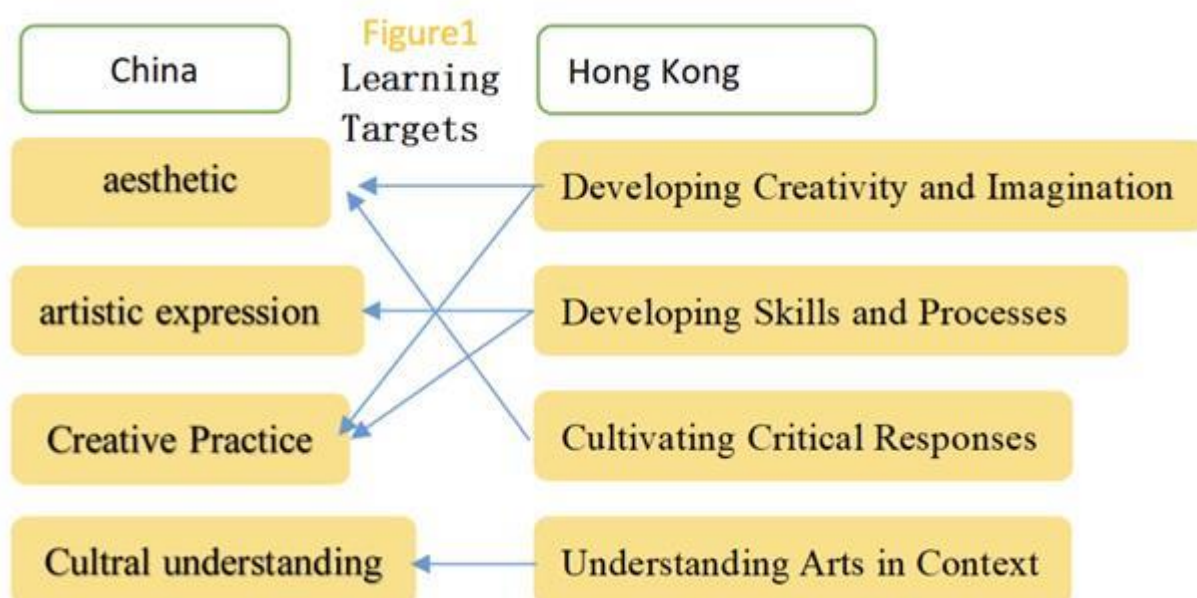 Figure1
China
Learning
Targets
Hong Kong
aesthetic
Developing Creativity and Imagination
artistic expression
Developing Skills and Processes
Creative Practice
Cultivating Critical Responses
Cultral understanding
Understanding Arts in Context